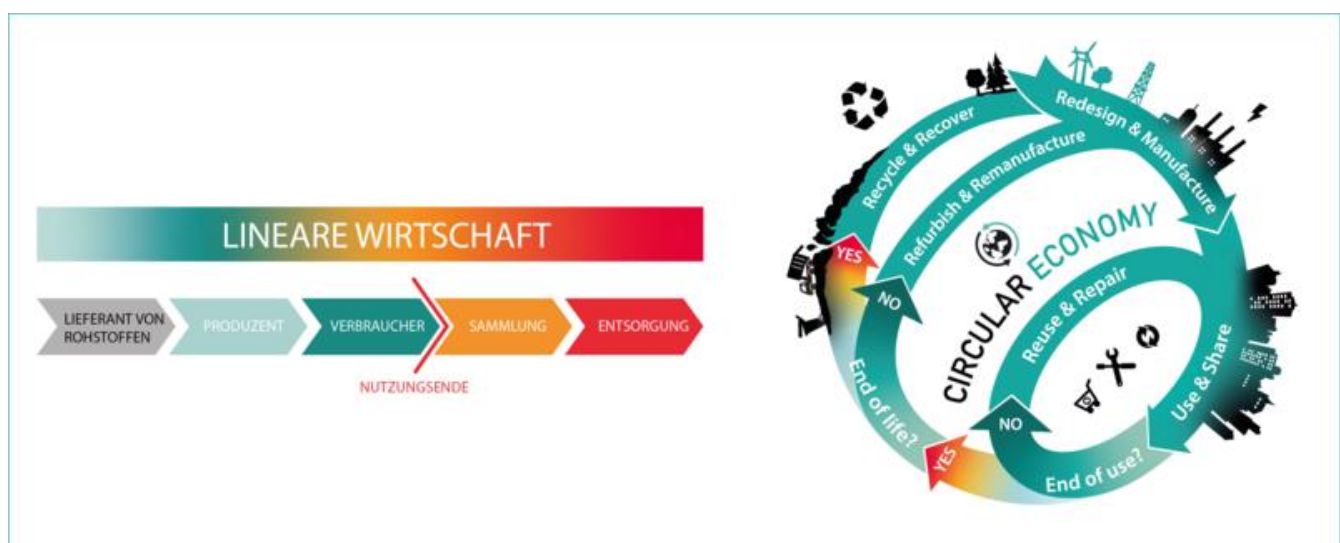 LINEARE WIRTSCHAFT
LIEFERANT VON
ROHSTOFFEN
PRODUZENT
VERBRAUCHER
SAMMLUNG
ENTSORGUNG
NUTZUNGSENDE
Redesign & Manufacture
Recycle & Recover
Refurbish & Remanufacture
CIRCULAR ECONOMY
YES
NO
Reuse & Repair
Use & Share
End of life?
NO
YES
End of use?